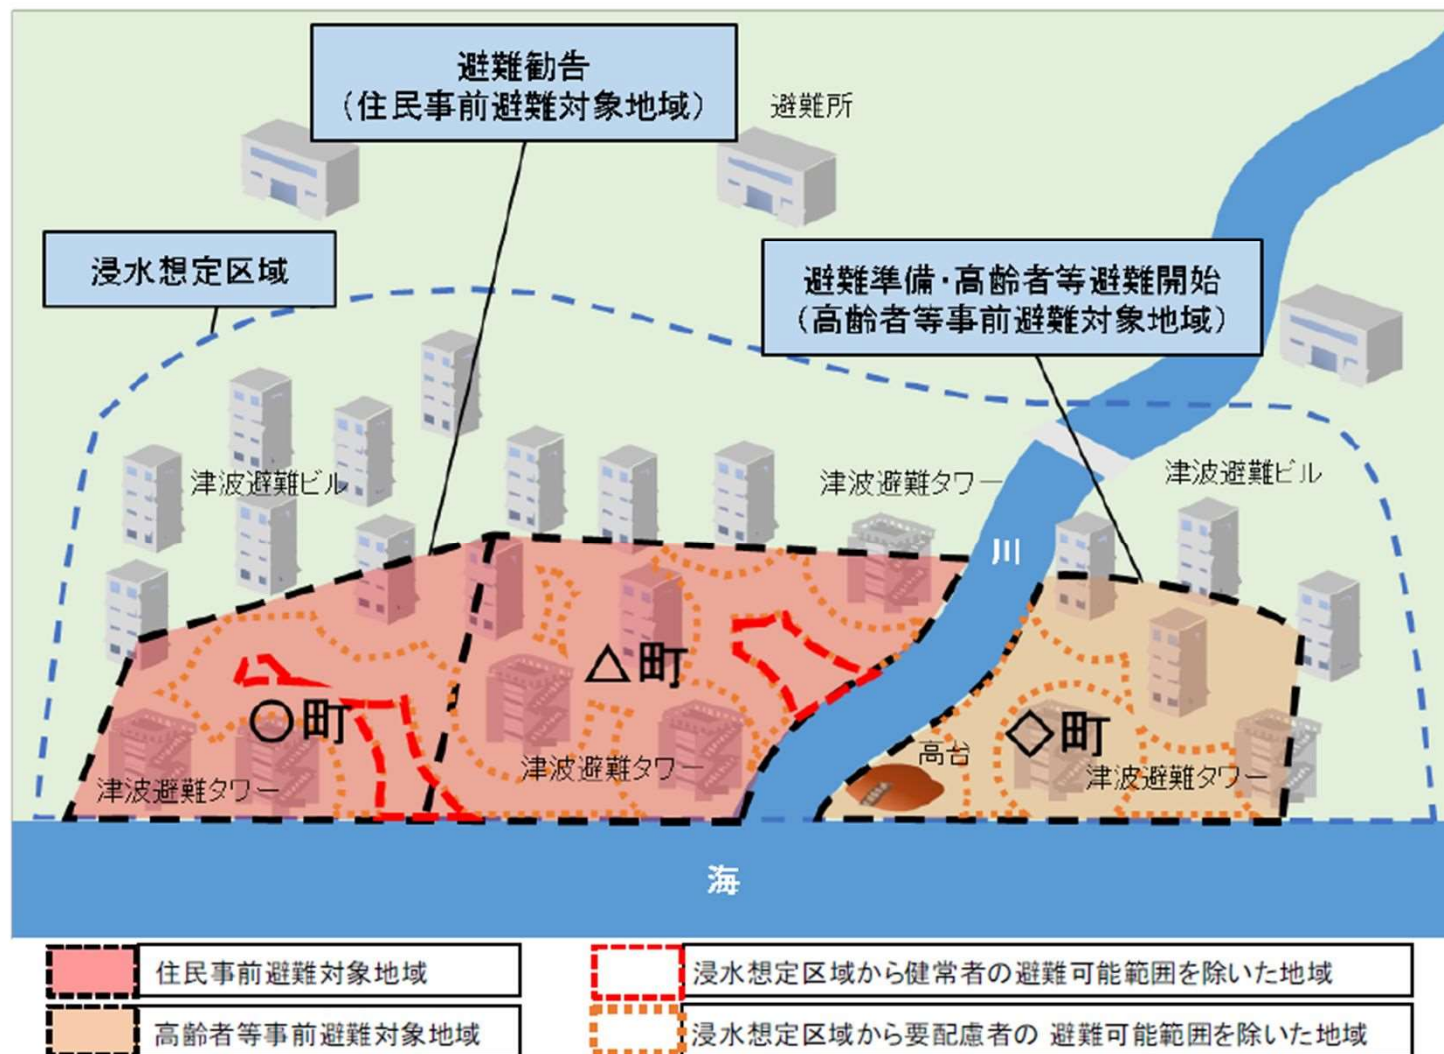 避難勧告
（住民事前避難対象地域）
避難所
浸水想定区域
避難準備・高齢者等避難開始
（高齢者等事前避難対象地域）
津波避難ビル
津波避難タワー
津波避難ビル
川
△町
○町
◇町
高台
津波避難タワー
津波避難タワー
津波避難タワー
海
住民事前避難対象地域
浸水想定区域から健常者の避難可能範囲を除いた地域
高齢者等事前避難対象地域
浸水想定区域から要配慮者の 避難可能範囲を除いた地域